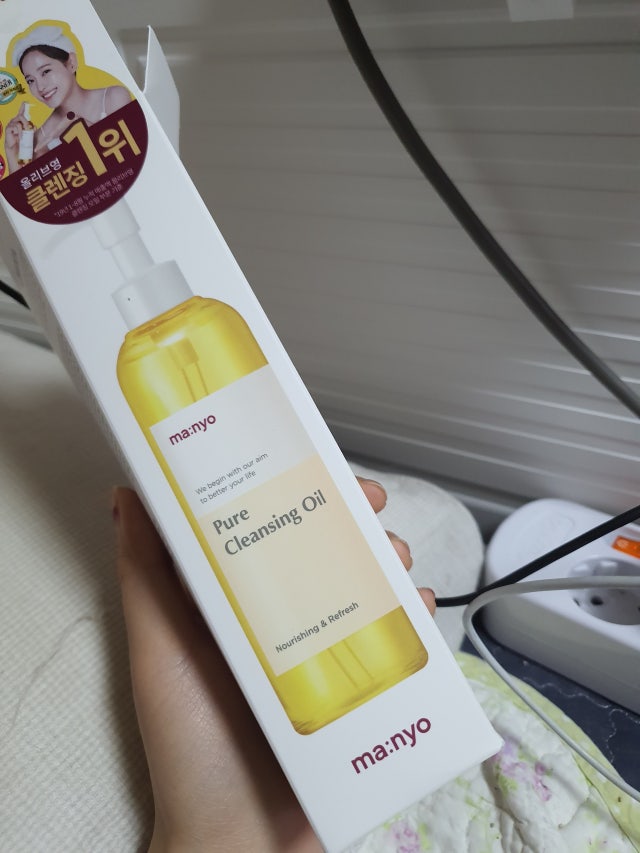 올리브영
클렌징 1위
ma:nyo
We begin with our aim
to better your life
Pure
Cleansing Oil
Nourishing & Refresh
ma:nyo